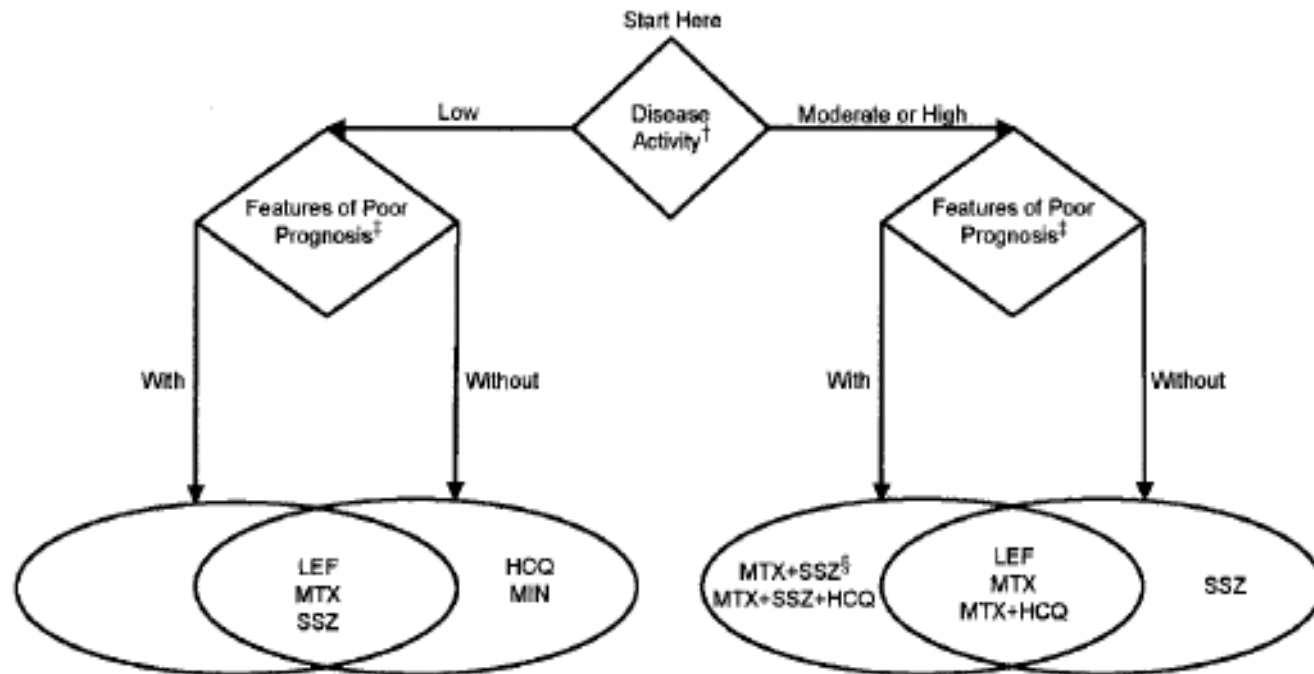 Start Here
Disease
Activity†
Low
Moderate or High
Features of Poor
Prognosis‡
Features of Poor
Prognosis‡
With
Without
With
Without
LEF
MTX
SSZ
HCQ
MIN
MTX+SSZ§
MTX+SSZ+HCQ
LEF
MTX
MTX+HCQ
SSZ